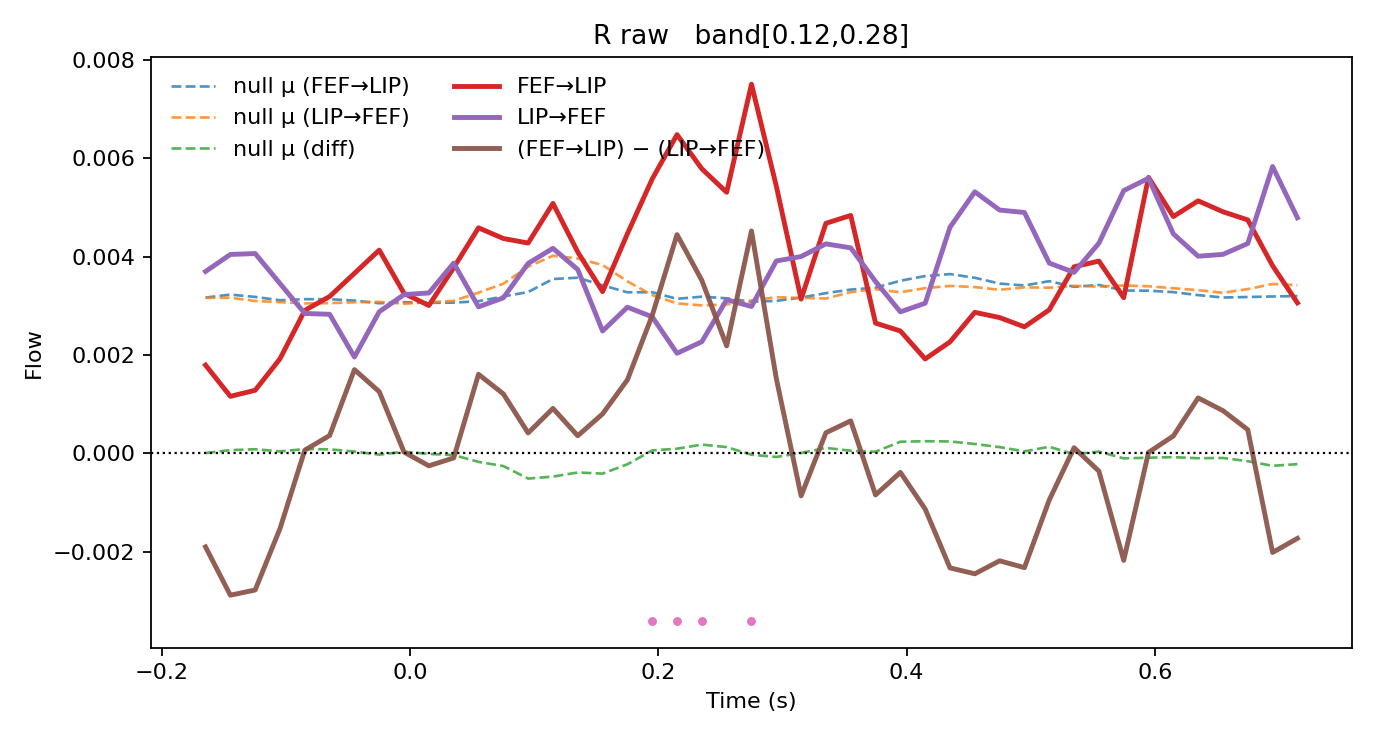 R raw   band[0.12,0.28]
0.008
0.006
0.004
0.002
0.000
−0.002
Flow
null μ (FEF→LIP)
null μ (LIP→FEF)
null μ (diff)
FEF→LIP
LIP→FEF
(FEF→LIP) − (LIP→FEF)
−0.2
0.0
0.2
0.4
0.6
Time (s)